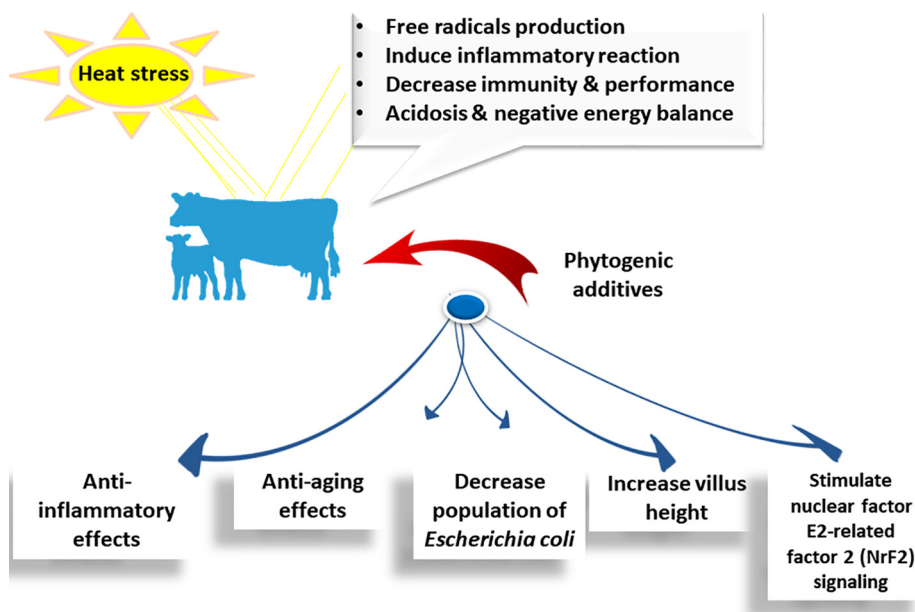 Heat stress
• Free radicals production
• Induce inflammatory reaction
• Decrease immunity & performance
• Acidosis & negative energy balance
Phytogenic
additives
Anti-
inflammatory
effects
Anti-aging
effects
Decrease
population of
Escherichia coli
Increase villus
height
Stimulate
nuclear factor
E2-related
factor 2 (NrF2)
signaling